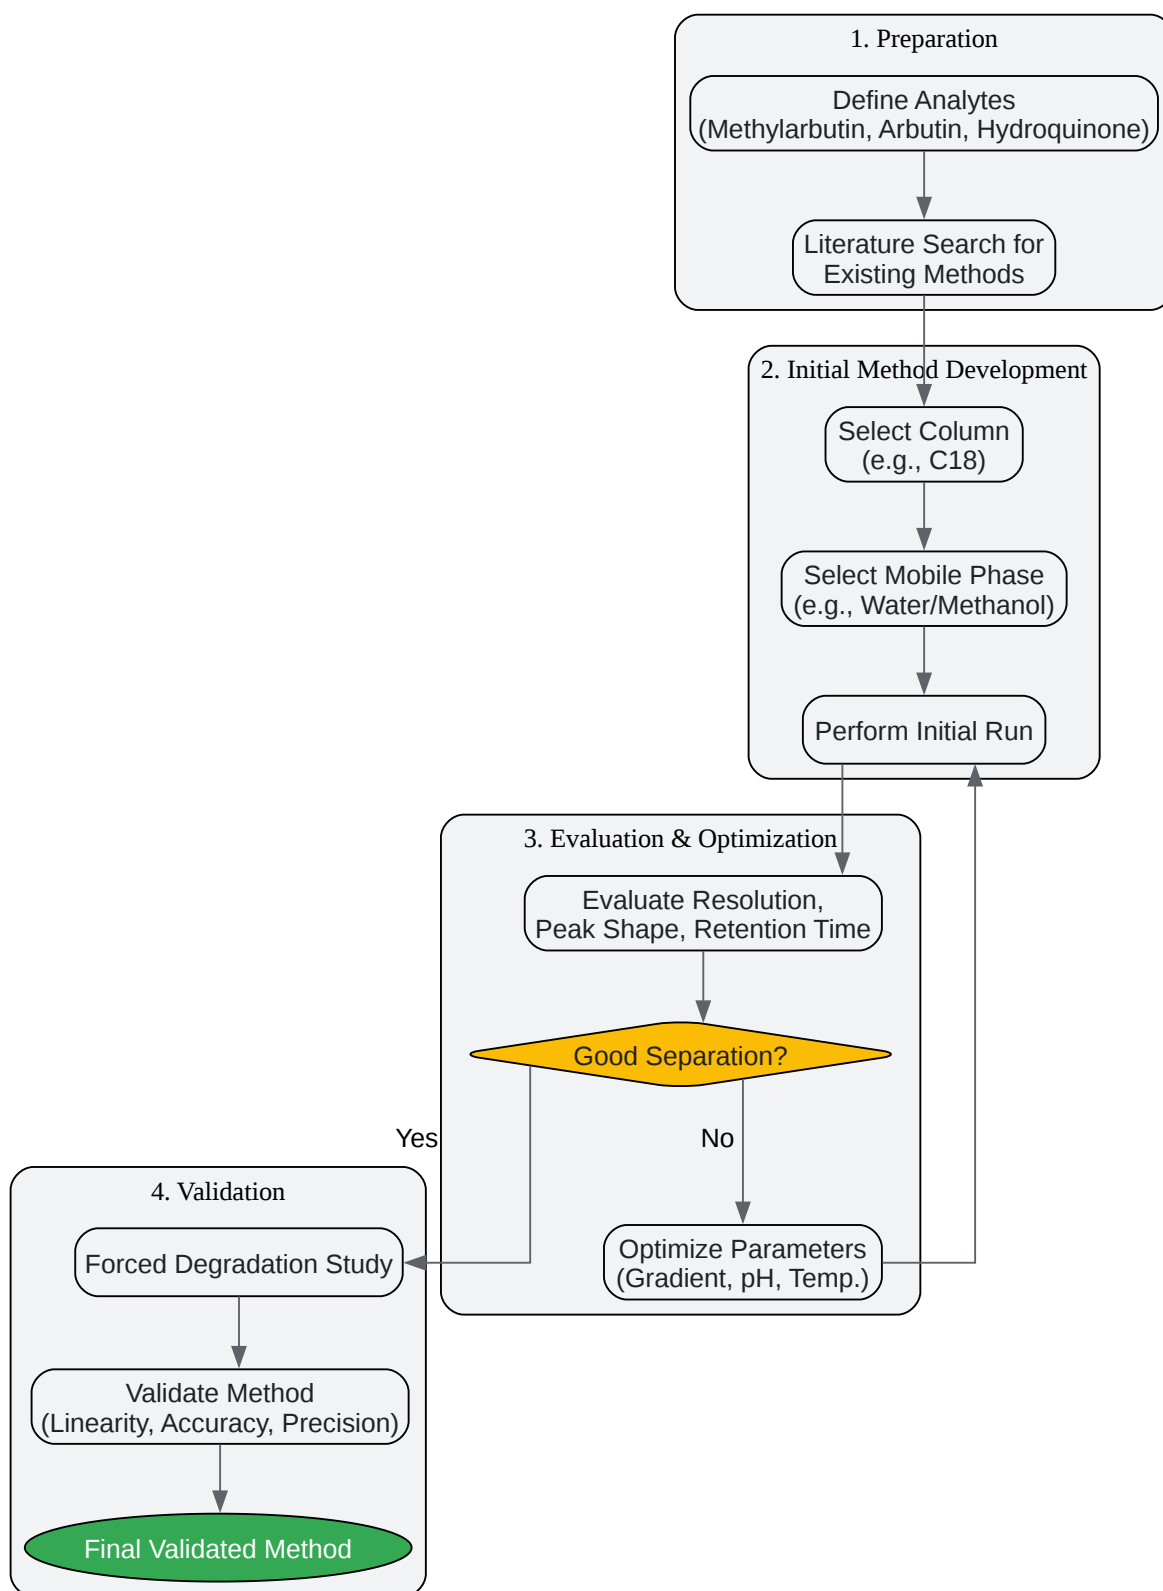 1. Preparation
Define Analytes
(Methylarbutin, Arbutin, Hydroquinone)
Literature Search for
Existing Methods
2. Initial Method Development
Select Column
(e.g., C18)
Select Mobile Phase
(e.g., Water/Methanol)
Perform Initial Run
3. Evaluation & Optimization
Evaluate Resolution,
Peak Shape, Retention Time
Good Separation?
Yes
No
Optimize Parameters
(Gradient, pH, Temp.)
4. Validation
Forced Degradation Study
Validate Method
(Linearity, Accuracy, Precision)
Final Validated Method